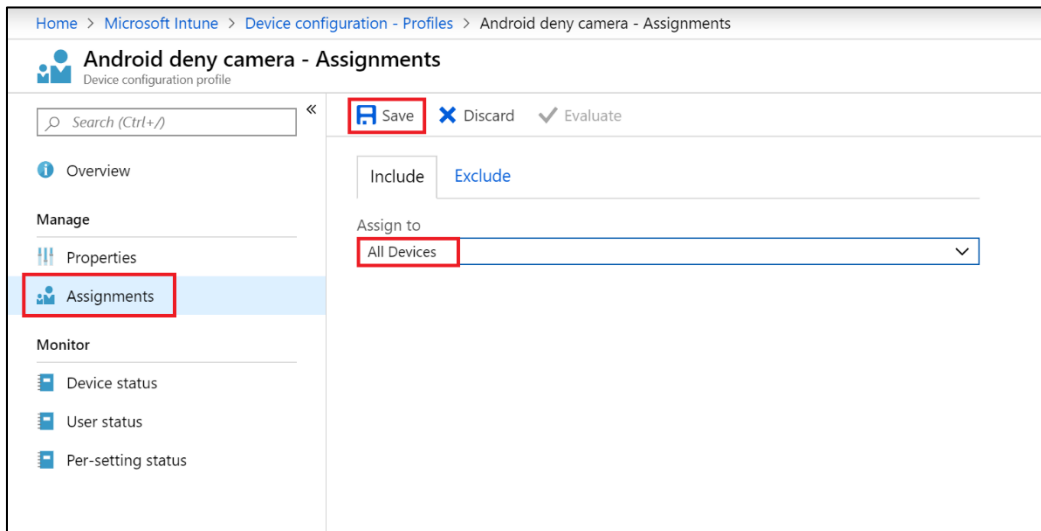 Home > Microsoft Intune > Device configuration - Profiles > Android deny camera - Assignments
Android deny camera - Assignments
Device configuration profile
Search (Ctrl+/)
«
Overview
Manage
Properties
Assignments
Monitor
Device status
User status
Per-setting status
Save Discard Evaluate
Include Exclude
Assign to
All Devices